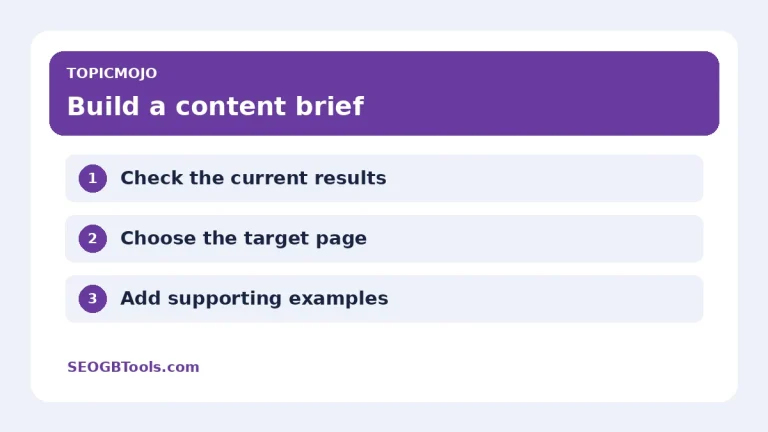 TOPICMOJO
Build a content brief
1 Check the current results
2 Choose the target page
3 Add supporting examples
SEOGBTools.com